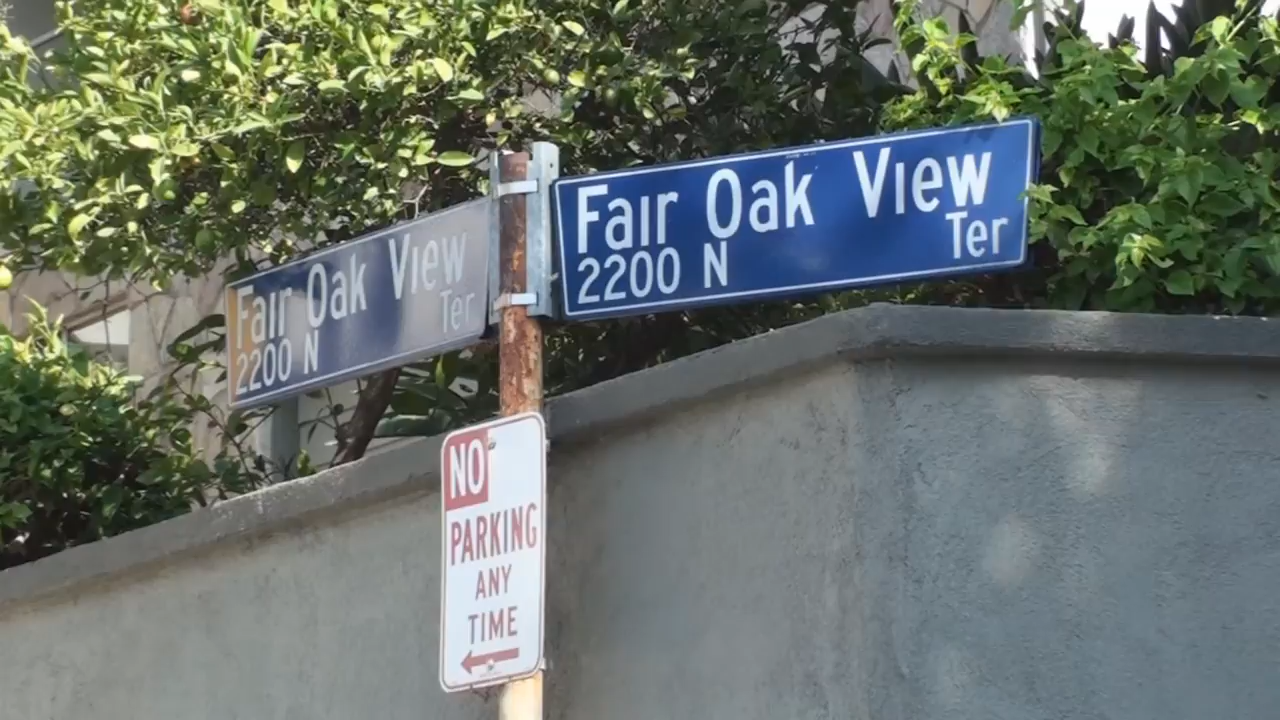 Fair Oak View
Ter
2200 N
Fair Oak View
Ter
2200 N
NO
PARKING
ANY
TIME